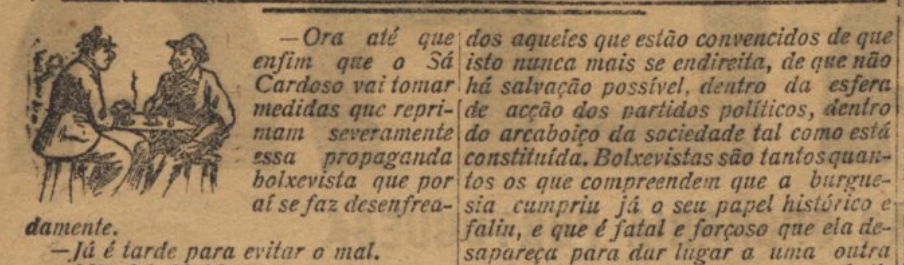 —Ora até que
enfim que o Sá
Cardoso vai tomar
medidas que repri-
mam severamente
essa propaganda
bolxevista que por
aí se faz desenfrea-
damente.
—Já é tarde para evitar o mal.
dos aqueles que estão convencidos de que
isto nunca mais se endireita, de que não
há salvação possível, dentro da esfera
de acção dos partidos políticos, dentro
do arcaboiço da sociedade tal como está
constituída. Bolxevistas são tantos quan-
tos os que compreendem que a burgue-
sia cumpriu já o seu papel histórico e
faliu, e que é fatal e forçoso que ela de-
sapareça para dar lugar a uma outra